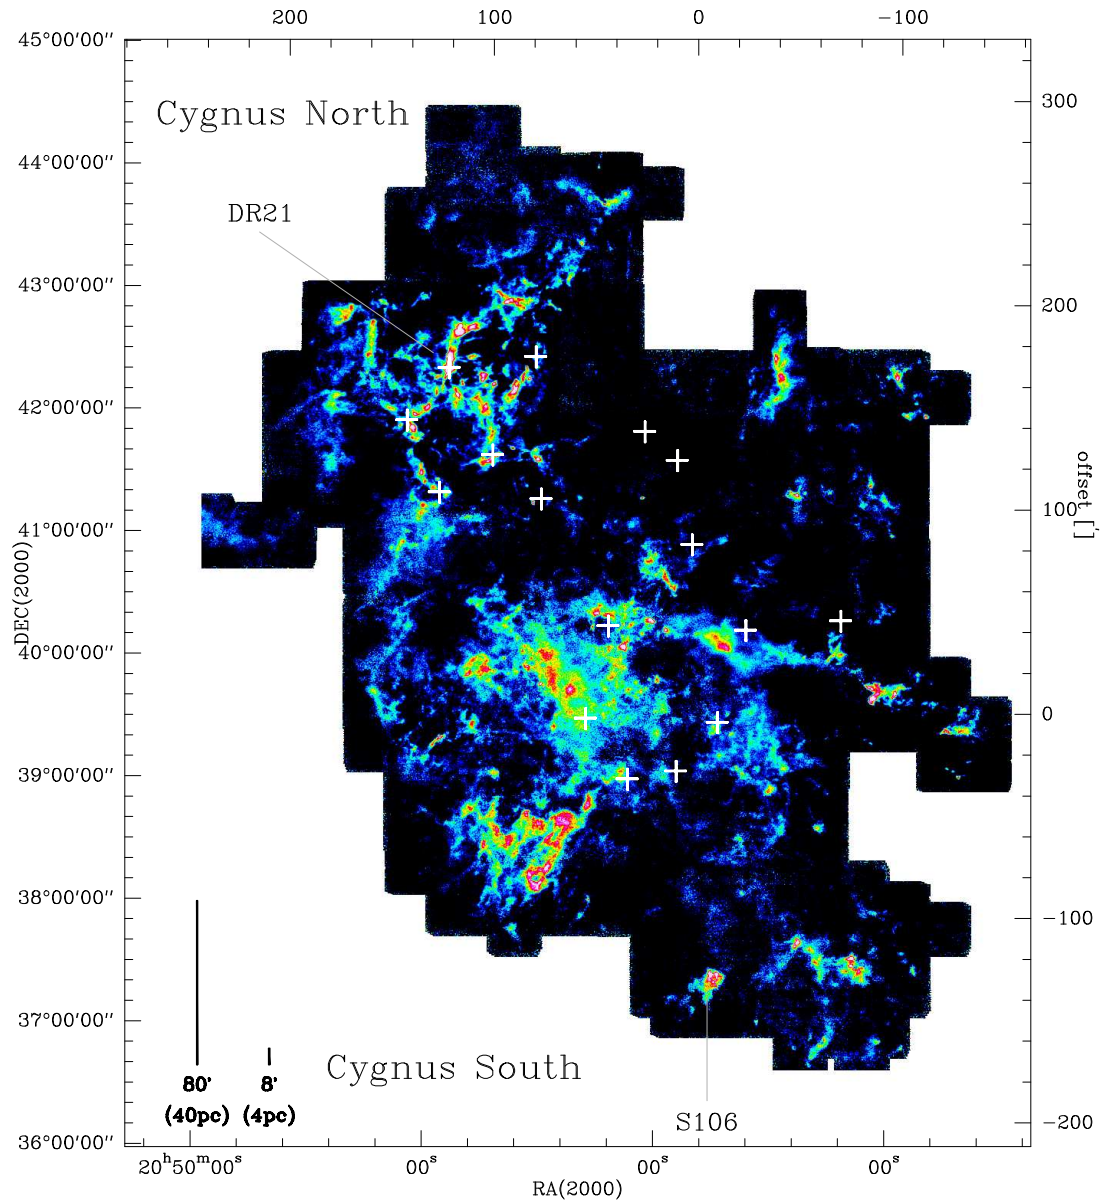 200 100 0 −100
45°00'00"
300
Cygnus North
44°00'00"
DR21
43°00'00"
200
42°00'00"
offset [']
100
41°00'00"
DEC(2000)
40°00'00"
0
39°00'00"
38°00'00"
−100
37°00'00"
Cygnus South
80' 8'
(40pc) (4pc)
S106
−200
36°00'00"
20ʰ50ᵐ00ˢ 00ˢ 00ˢ 00ˢ
RA(2000)